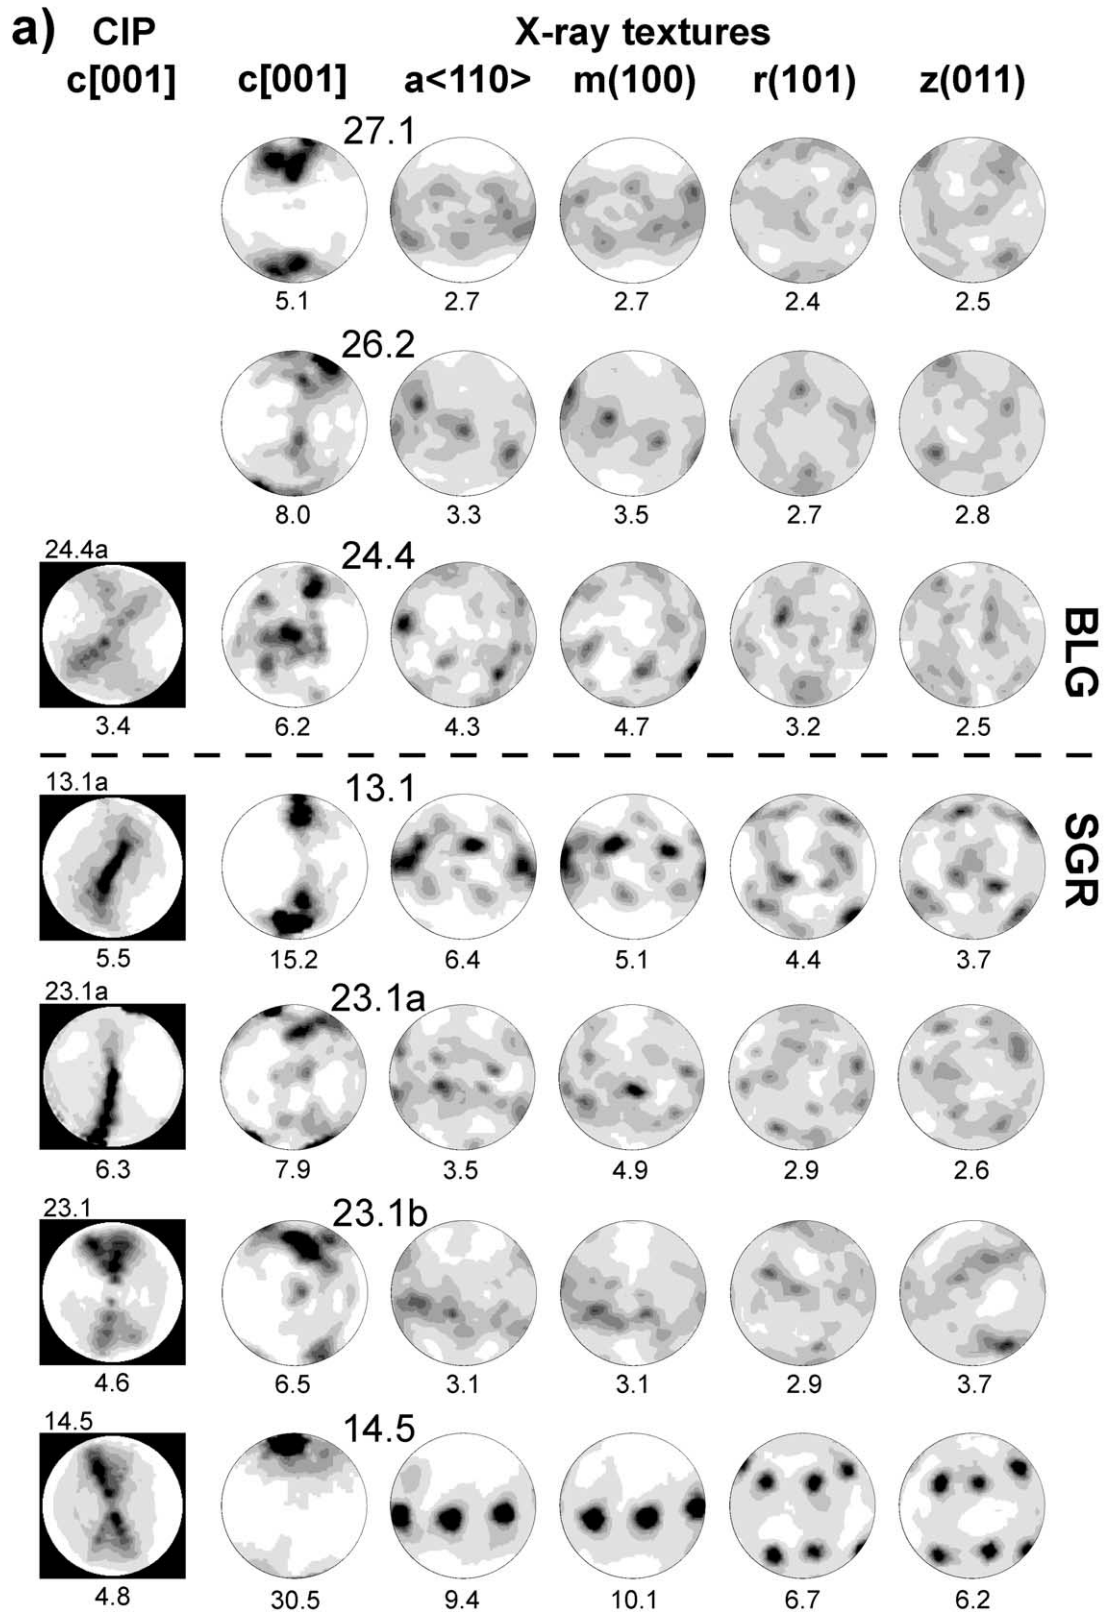 a) CIP X-ray textures
c[001] c[001] a<110> m(100) r(101) z(011)
27.1
5.1 2.7 2.7 2.4 2.5
26.2
8.0 3.3 3.5 2.7 2.8
24.4a 24.4
3.4 6.2 4.3 4.7 3.2 2.5
BLG
13.1a 13.1
SGR
5.5 15.2 6.4 5.1 4.4 3.7
23.1a 23.1a
6.3 7.9 3.5 4.9 2.9 2.6
23.1 23.1b
4.6 6.5 3.1 3.1 2.9 3.7
14.5 14.5
4.8 30.5 9.4 10.1 6.7 6.2